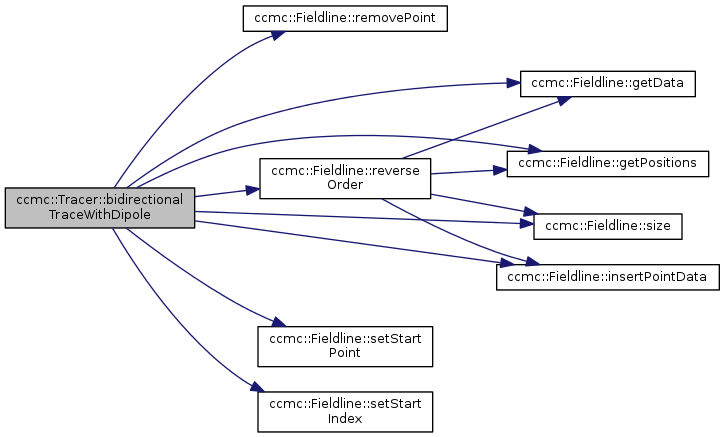 ccmc::Fieldline::removePoint
ccmc::Fieldline::getData
ccmc::Fieldline::getPositions
ccmc::Fieldline::reverse
Order
ccmc::Tracer::bidirectional
TraceWithDipole
ccmc::Fieldline::size
ccmc::Fieldline::insertPointData
ccmc::Fieldline::setStart
Point
ccmc::Fieldline::setStart
Index